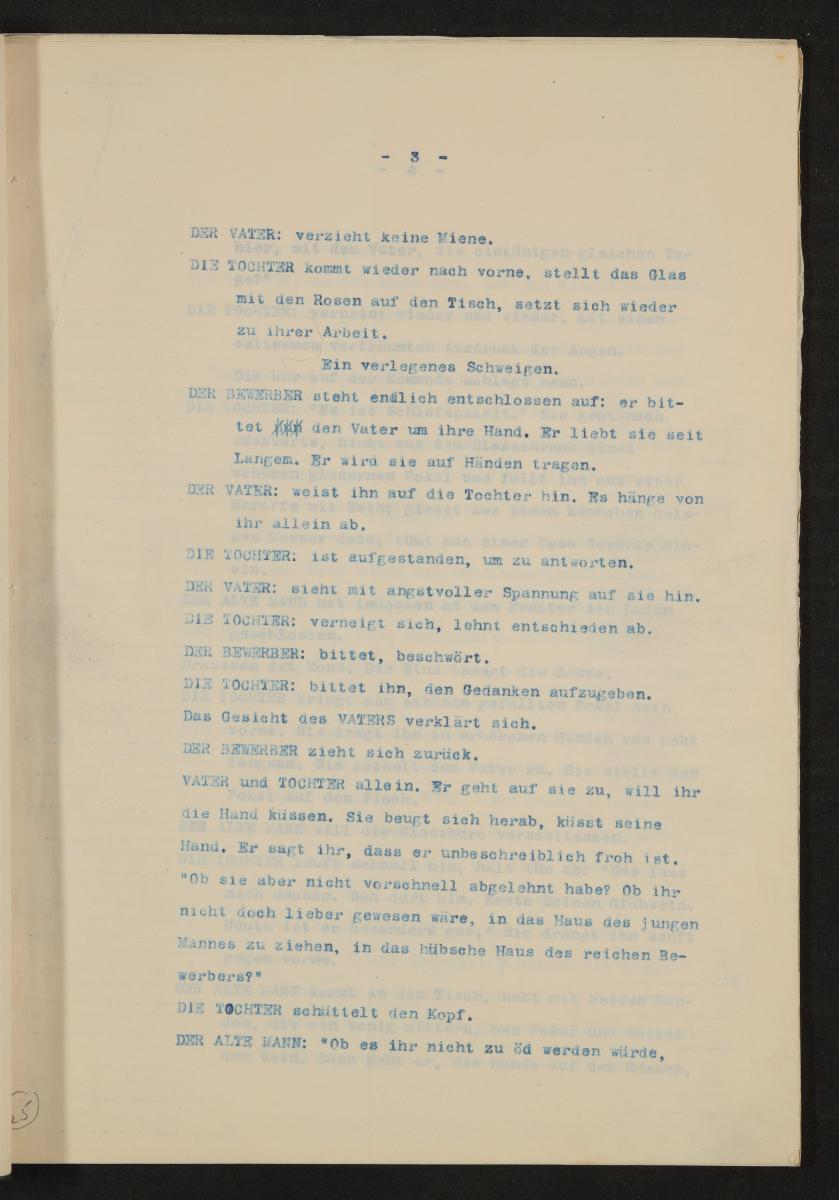 - 3 -
DER VATER: verzieht keine Miene.
DIE TOCHTER kommt wieder nach vorne, stellt das Glas
mit den Rosen auf den Tisch, setzt sich wieder
zu ihrer Arbeit.
Ein verlegenes Schweigen.
DER BEWERBER steht endlich entschlossen auf: er bit-
tet den Vater um ihre Hand. Er liebt sie seit
Langem. Er wird sie auf Händen tragen.
DER VATER: weist ihn auf die Tochter hin. Es hänge von
ihr allein ab.
DIE TOCHTER: ist aufgestanden, um zu antworten.
DER VATER: sieht mit angstvoller Spannung auf sie hin.
DIE TOCHTER: verneigt sich, lehnt entschieden ab.
DER BEWERBER: bittet, beschwört.
DIE TOCHTER: bittet ihn, den Gedanken aufzugeben.
Das Gesicht des VATERS verklärt sich.
DER BEWERBER zieht sich zurück.
VATER und TOCHTER allein. Er geht auf sie zu, will ihr
die Hand küssen. Sie beugt sich herab, küsst seine
Hand. Er sagt ihr, dass er unbeschreiblich froh ist.
"Ob sie aber nicht vorschnell abgelehnt habe? Ob ihr
nicht doch lieber gewesen wäre, in das Haus des jungen
Mannes zu ziehen, in das hübsche Haus des reichen Be-
werbers?"
DIE TOCHTER schüttelt den Kopf.
DER ALTE MANN: "Ob es ihr nicht zu öd werden würde,
25